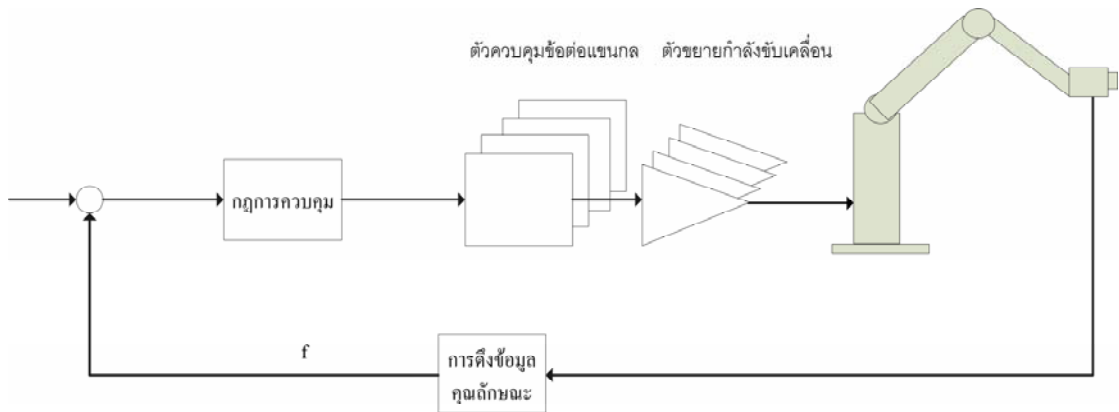 ตัวควบคุมข้อต่อแขนกล
ตัวขยายกำลังขับเคลื่อน
กฎการควบคุม
f
การดึงข้อมูล
คุณลักษณะ